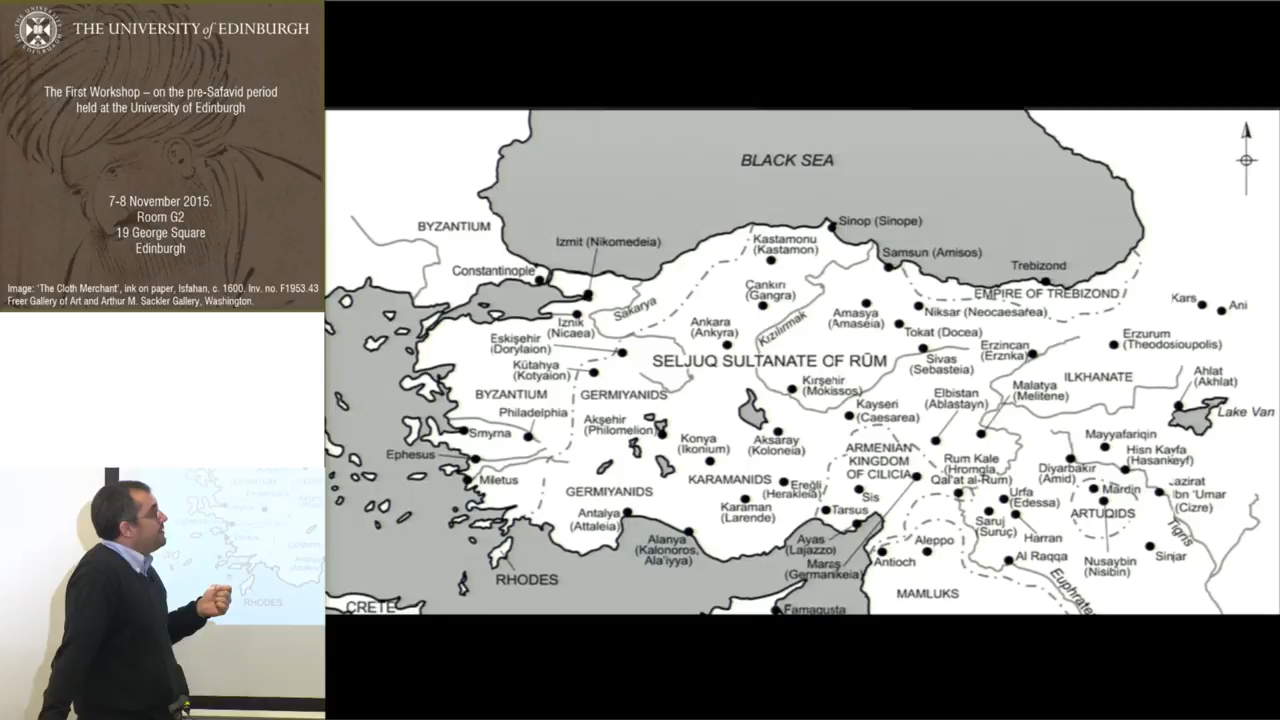 THE UNIVERSITY of EDINBURGH
The First Workshop – on the pre-Safavid period
held at the University of Edinburgh
7-8 November 2015.
Room G2
19 George Square
Edinburgh
Image: 'The Cloth Merchant', ink on paper, Isfahan, c. 1600. Inv. no. F1953.43
Freer Gallery of Art and Arthur M. Sackler Gallery, Washington.
BLACK SEA
BYZANTIUM
Izmit (Nikomedeia)
Constantinople
Iznik
(Nicaea)
Sakarya
Kastamonu
(Kastamon)
Sinop (Sinope)
Samsun (Amisos)
Trebizond
EMPIRE OF TREBIZOND
Kars
Ani
Çankırı
(Gangra)
Kızılırmak
Amasya
(Amaseia)
Niksar (Neocaesafea)
Tokat (Docea)
Ankara
(Ankyra)
Eskişehir
(Dorylaion)
Kütahya
(Kotyaion)
SELJUQ SULTANATE OF RŪM
Sivas
(Sebasteia)
Erzincan
(Erznka)
Erzurum
(Theodosioupolis)
ILKHANATE
Ahlat
(Akhlat)
Lake Van
BYZANTIUM
GERMIYANIDS
Kırşehir
(Mokissos)
Elbistan
(Ablastayn)
Malatya
(Melitene)
Philadelphia
Smyrna
Ephesus
Miletus
Akşehir
(Philomelion)
Konya
(Ikonium)
Aksaray
(Koloneia)
Kayseri
(Caesarea)
ARMENIAN
KINGDOM
OF CILICIA
Rum Kale
(Hromgla,
Qal'at al-Rum)
Mayyafariqin
Hisn Kayfa
(Hasankeyf)
Diyarbakır
(Amid)
GERMIYANIDS
KARAMANIDS
Ereğli
(Herakleia)
Sis
Urfa
(Edessa)
Mardin
ARTUQIDS
Jazirat
Ibn 'Umar
(Cizre)
Tigris
Antalya
(Attaleia)
Karaman
(Larende)
Tarsus
Saruj
(Suruç)
Harran
Alanya
(Kalonoros,
Ala'iyya)
Ayas
(Lajazzo)
Maraş
(Germanikeia)
Aleppo
Antioch
Al Raqqa
Nusaybin
(Nisibin)
Sinjar
RHODES
MAMLUKS
Euphrate
CRETE
Famagusta
RHODES